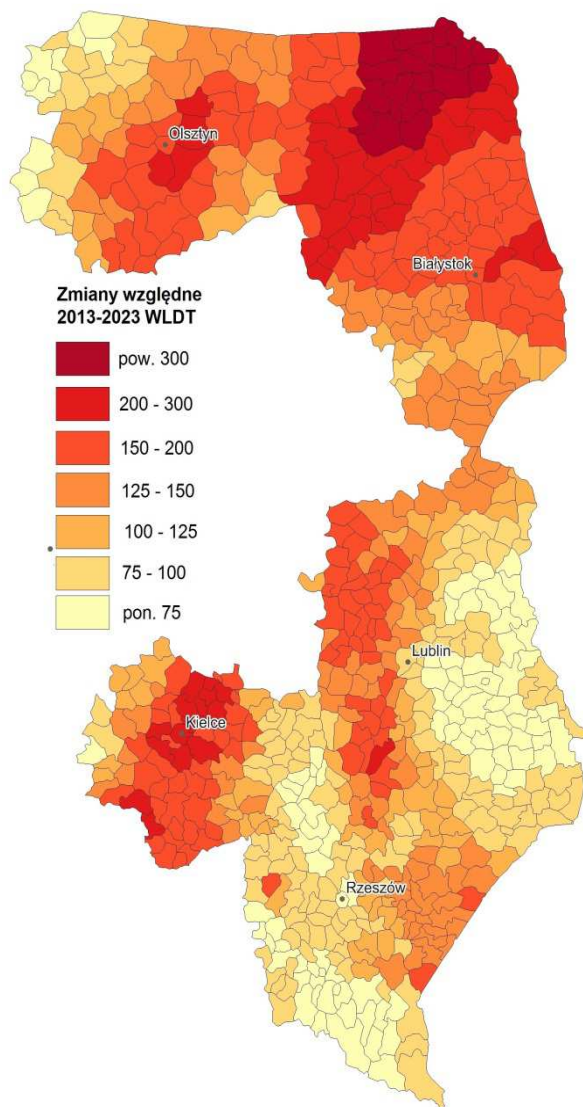 Olsztyn
Białystok
Zmiany względne
2013-2023 WLDT
pow. 300
200 - 300
150 - 200
125 - 150
100 - 125
75 - 100
pon. 75
Lublin
Kielce
Rzeszów